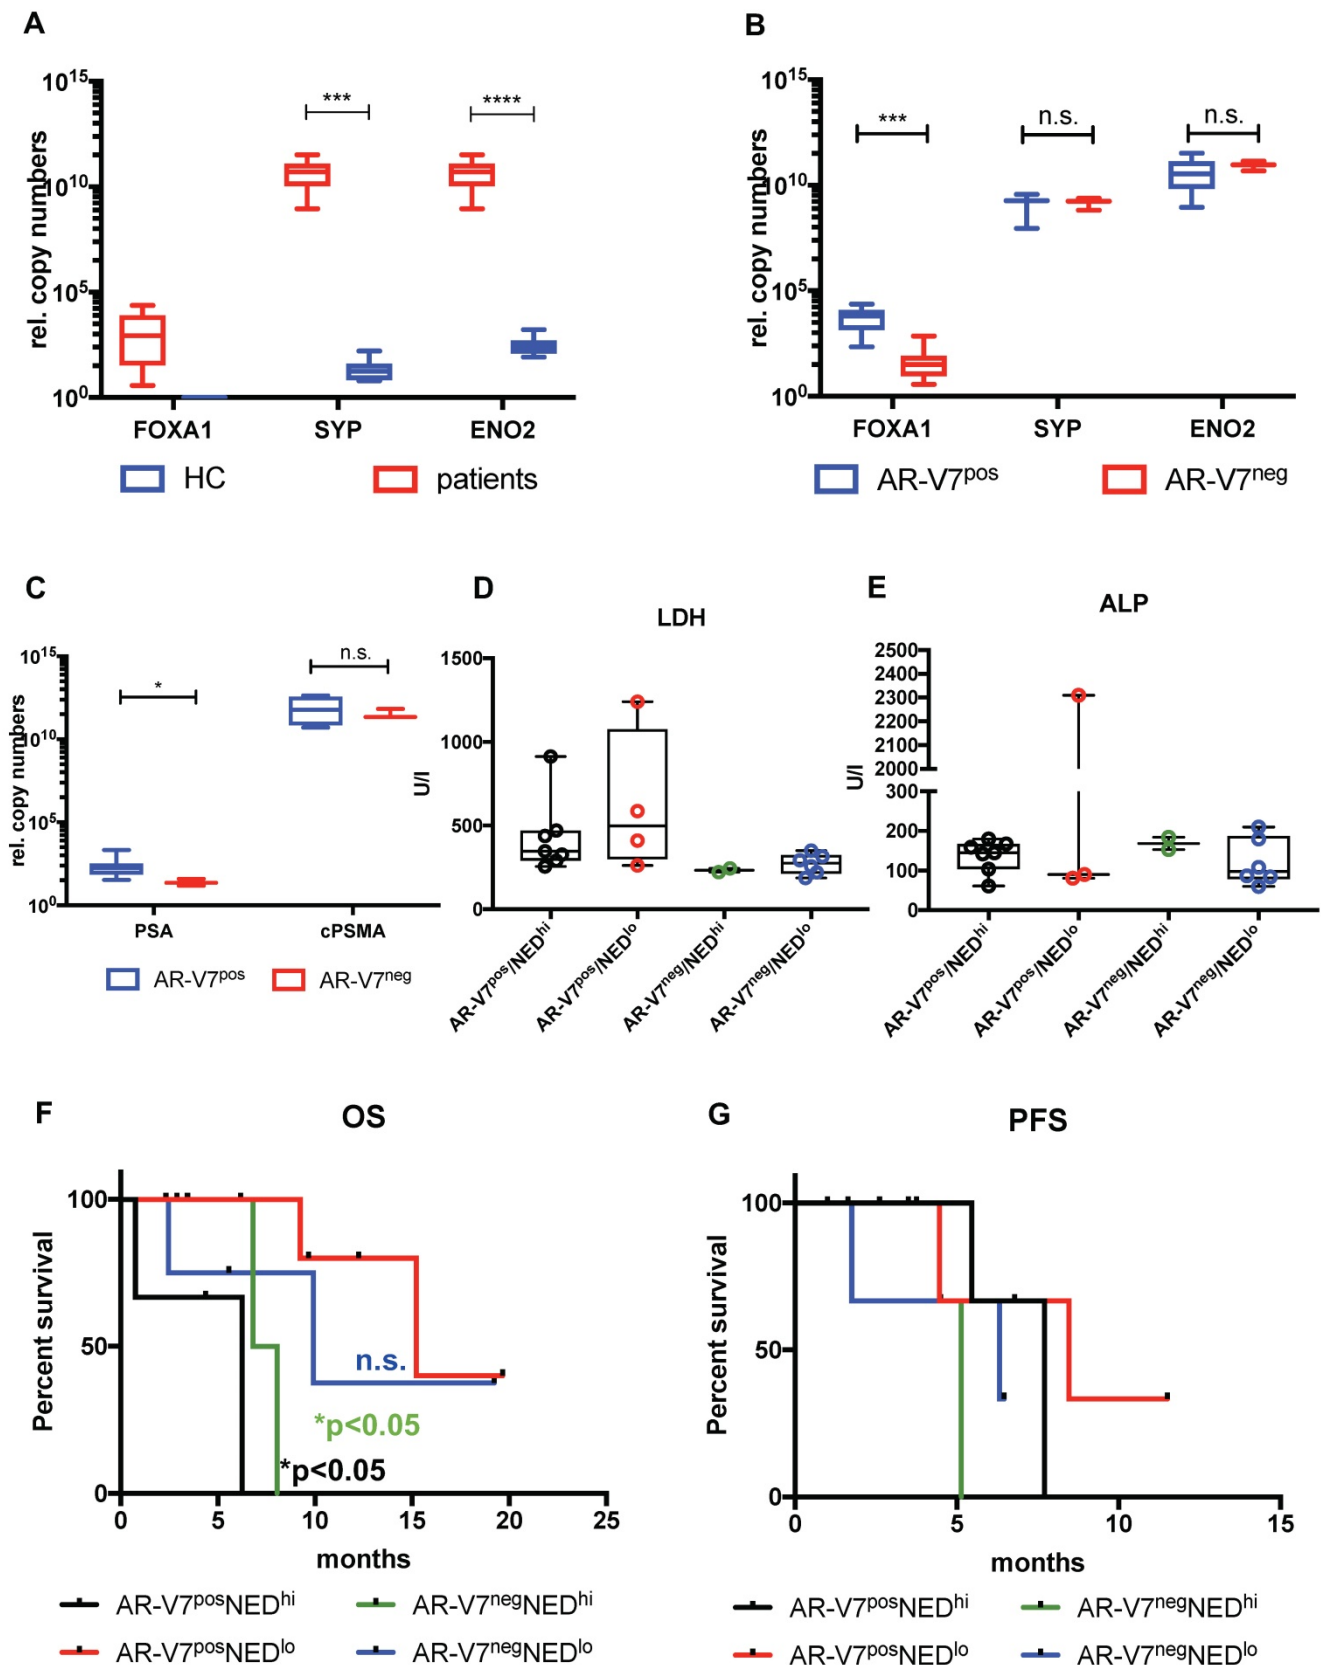 A
B
rel. copy numbers
10^15
10^10
10^5
10^0
***
****
FOXA1
SYP
ENO2
HC
patients
rel. copy numbers
10^15
10^10
10^5
10^0
***
n.s.
n.s.
FOXA1
SYP
ENO2
AR-V7^pos
AR-V7^neg
C
rel. copy numbers
10^15
10^10
10^5
10^0
*
n.s.
PSA
cPSMA
AR-V7^pos
AR-V7^neg
D
LDH
U/l
1500
1000
500
0
AR-V7^pos/NED^hi
AR-V7^pos/NED^lo
AR-V7^neg/NED^hi
AR-V7^neg/NED^lo
E
ALP
U/l
2500
2400
2300
2200
2100
2000
300
200
100
0
AR-V7^pos/NED^hi
AR-V7^pos/NED^lo
AR-V7^neg/NED^hi
AR-V7^neg/NED^lo
F
OS
Percent survival
100
50
0
n.s.
*p<0.05
*p<0.05
0 5 10 15 20 25
months
AR-V7^posNED^hi
AR-V7^negNED^hi
AR-V7^posNED^lo
AR-V7^negNED^lo
G
PFS
Percent survival
100
50
0
0 5 10 15
months
AR-V7^posNED^hi
AR-V7^negNED^hi
AR-V7^posNED^lo
AR-V7^negNED^lo